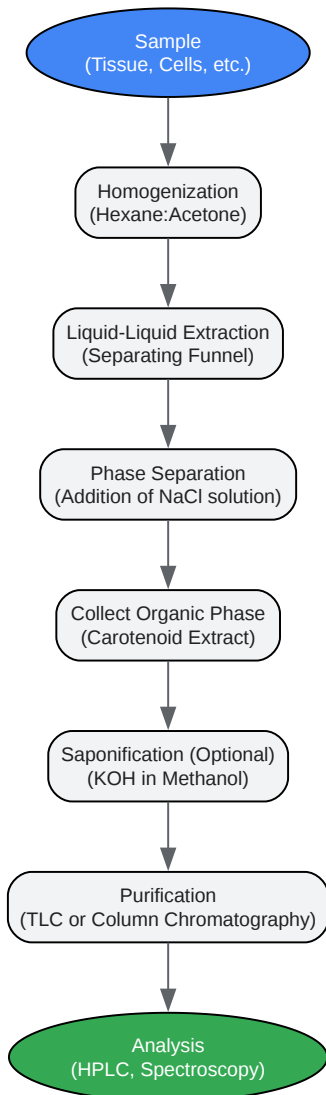 Sample
(Tissue, Cells, etc.)
Homogenization
(Hexane:Acetone)
Liquid-Liquid Extraction
(Separating Funnel)
Phase Separation
(Addition of NaCl solution)
Collect Organic Phase
(Carotenoid Extract)
Saponification (Optional)
(KOH in Methanol)
Purification
(TLC or Column Chromatography)
Analysis
(HPLC, Spectroscopy)